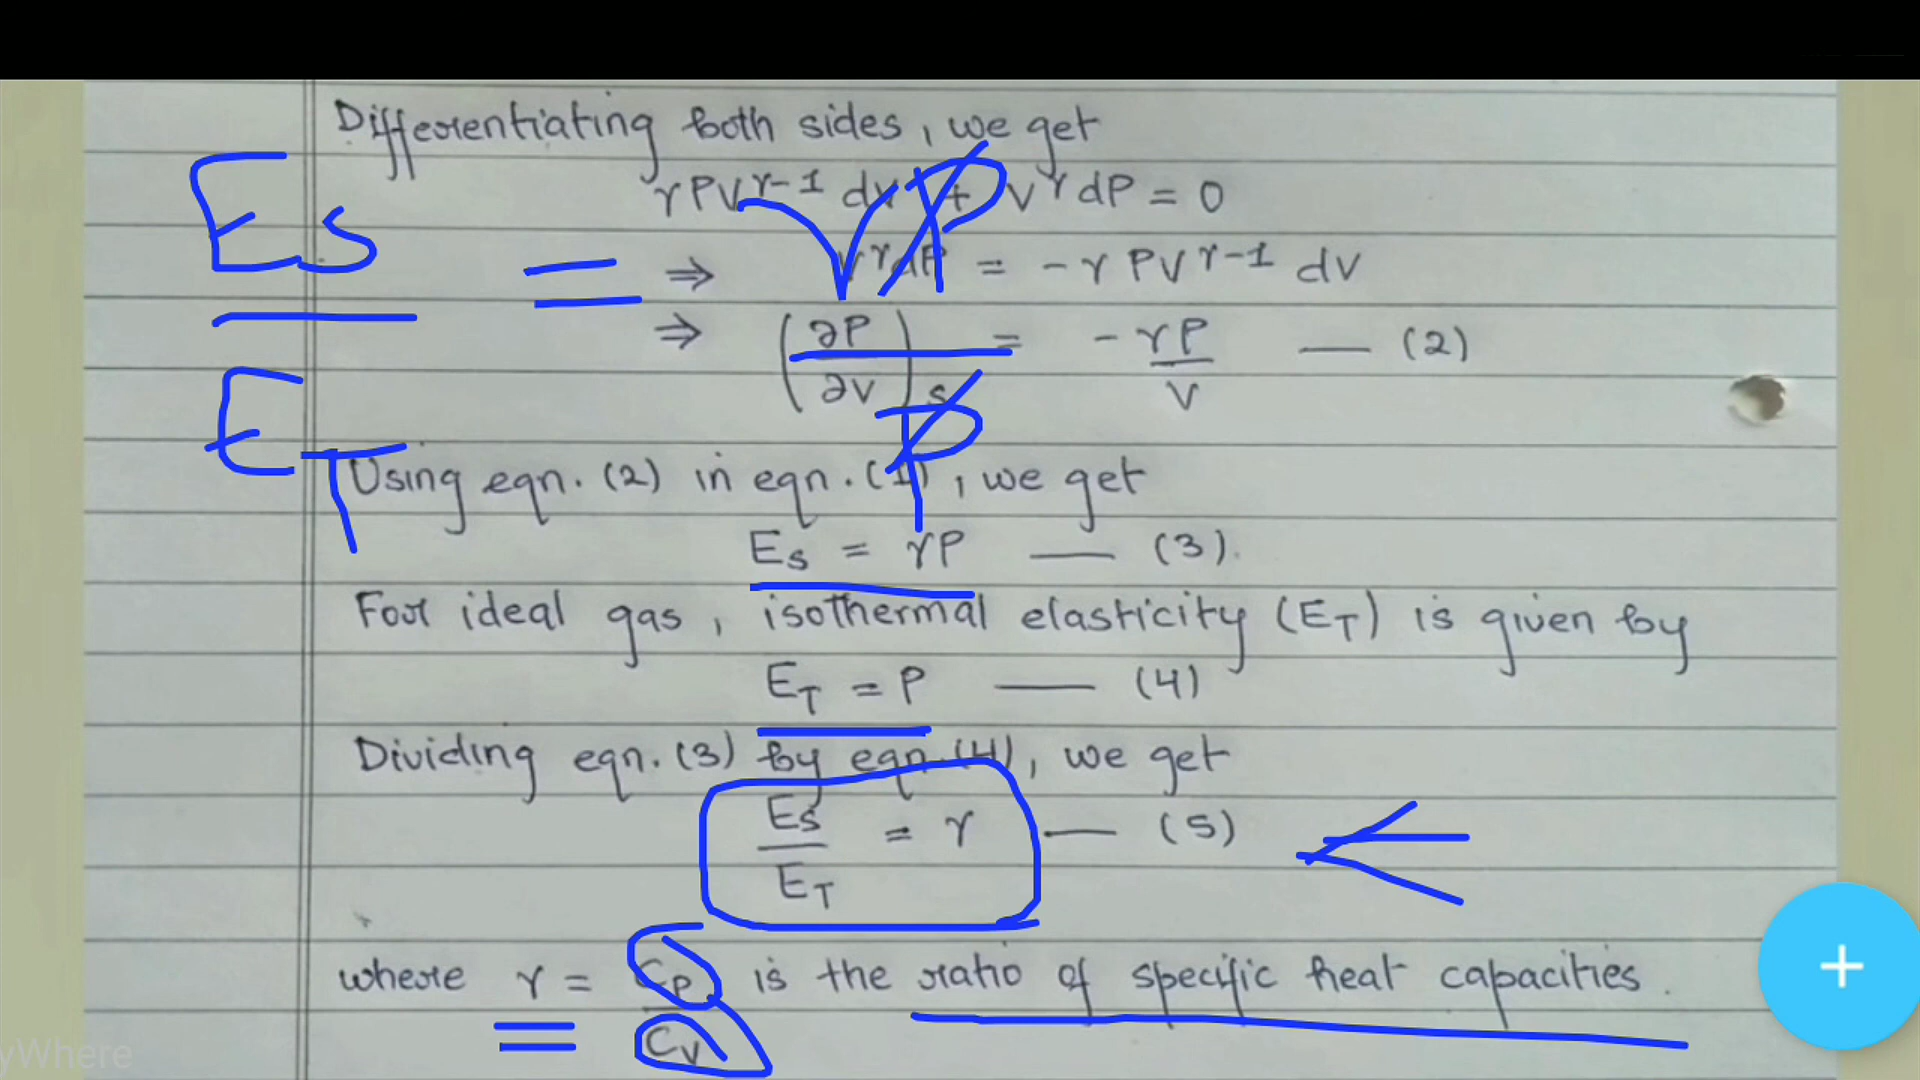 Differentiating both sides, we get
γPV^γ-1 dv + V^γ dP = 0
⇒ V^γ dP = -γPV^γ-1 dv
⇒ (∂P/∂V)s = -γP/V — (2)
Es/ET = γP/P
Using eqn. (2) in eqn. (1), we get
Es = γP — (3).
For ideal gas, isothermal elasticity (ET) is given by
ET = P — (4)
Dividing eqn. (3) by eqn. (4), we get
Es/ET = γ — (5)
where γ = CP/CV is the ratio of specific heat capacities.
yWhere
+